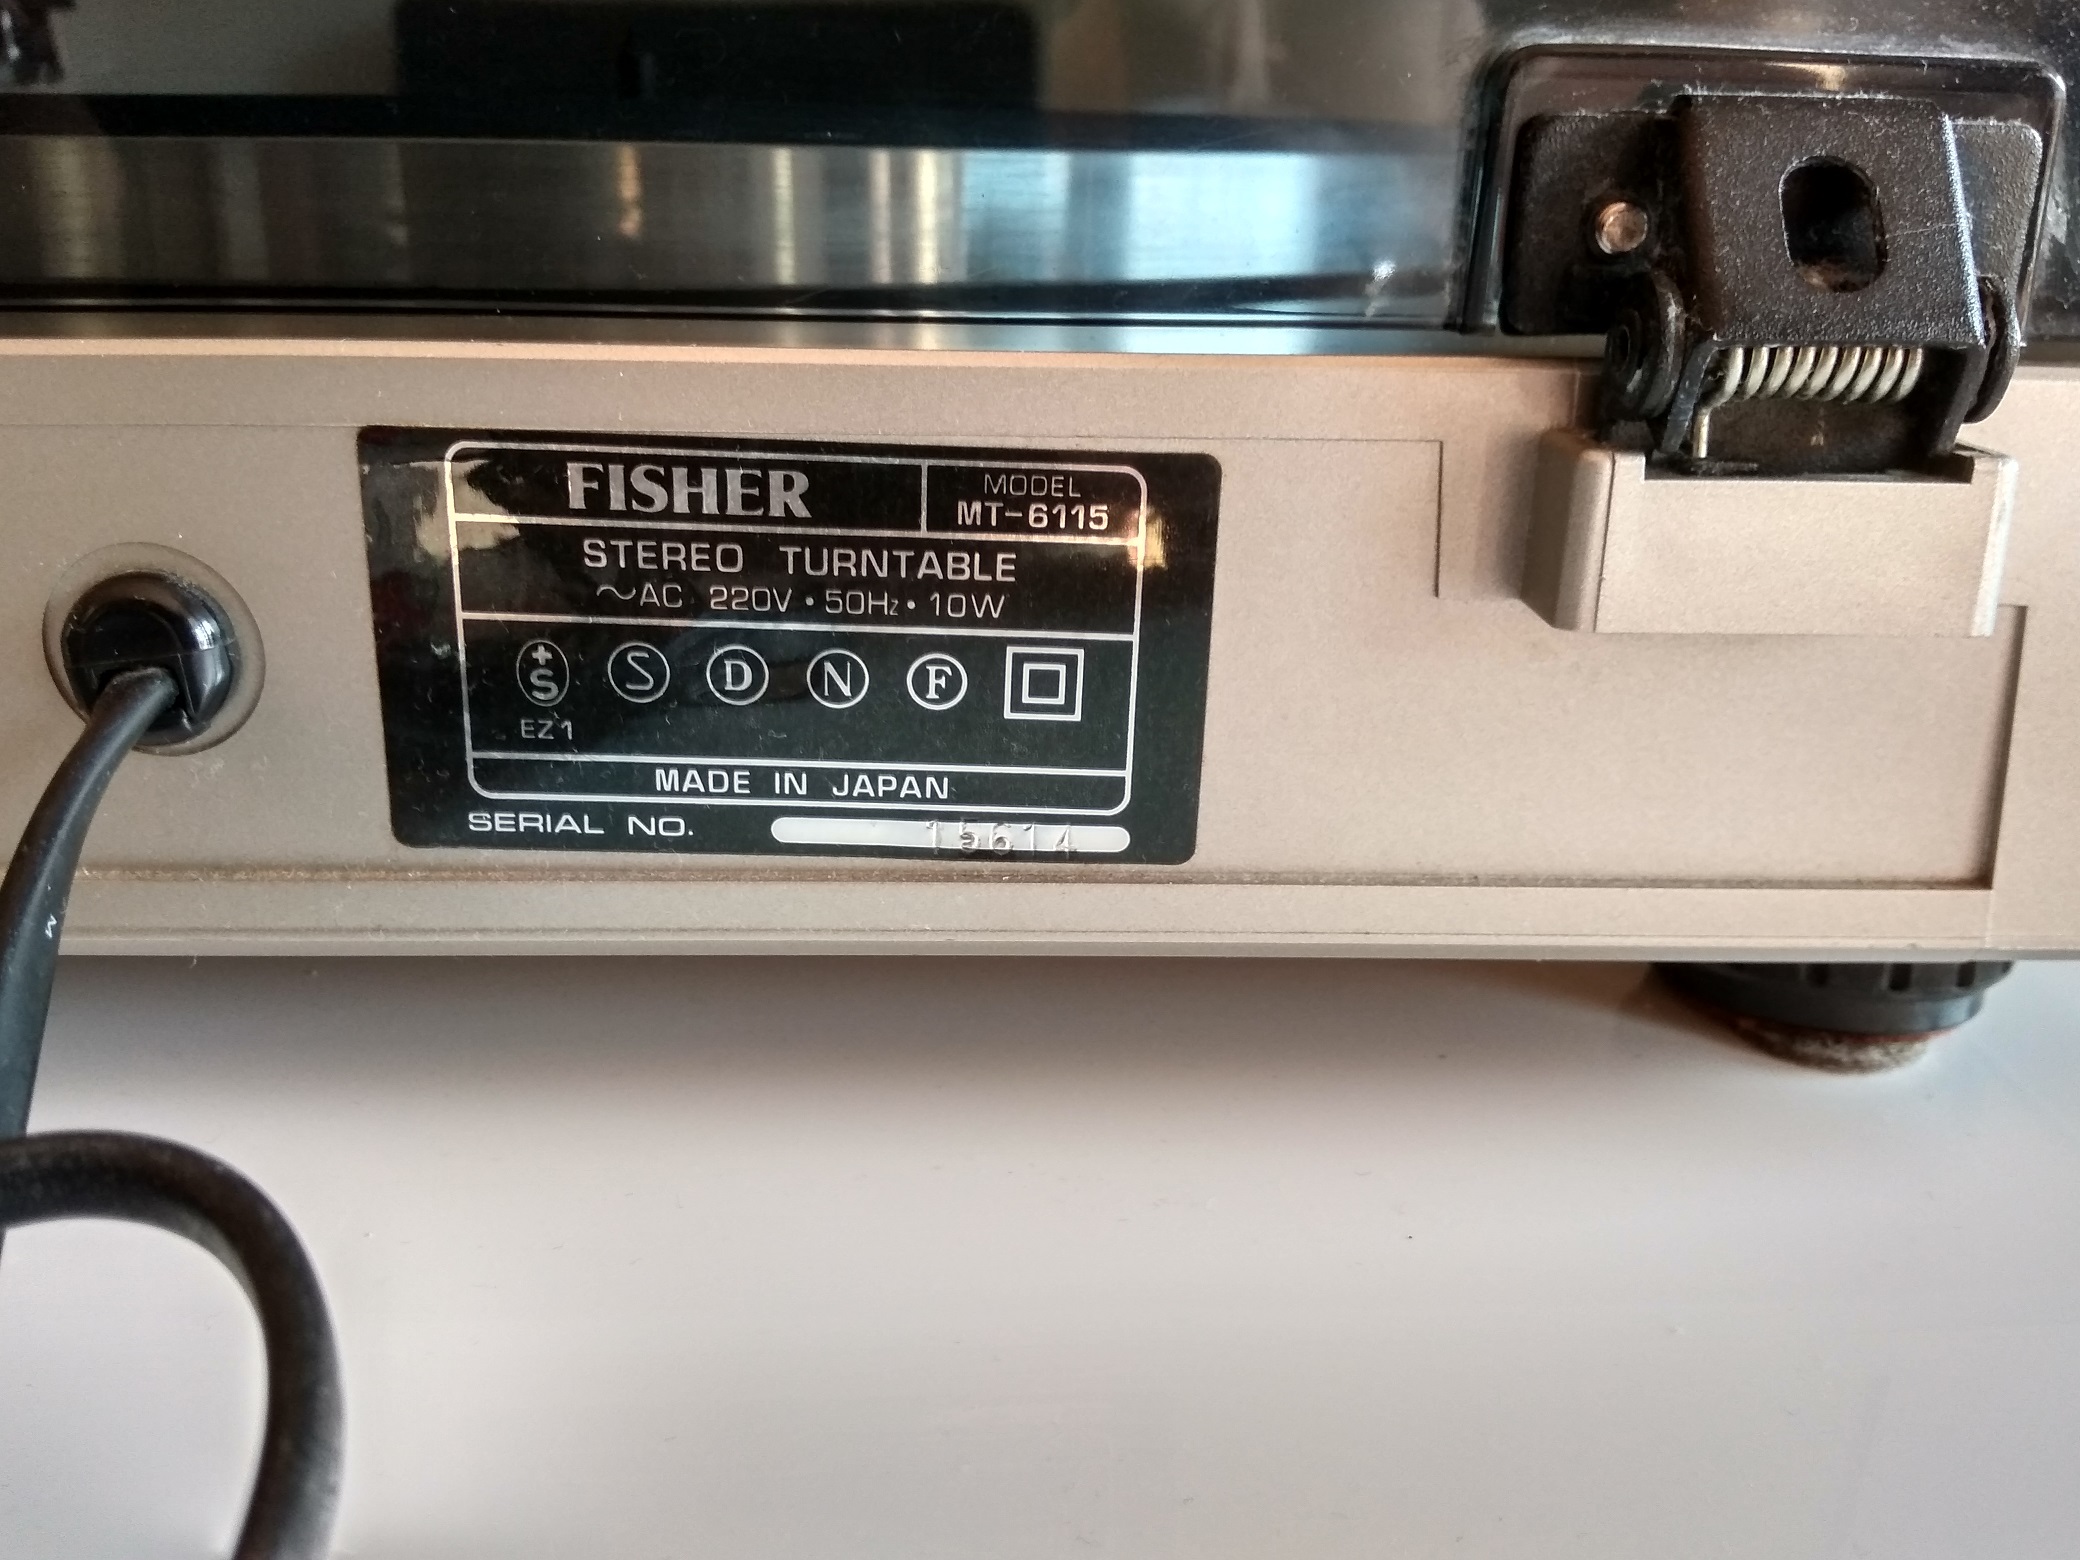 FISHER
MODEL
MT-6115
STEREO TURNTABLE
~AC 220V·50Hz·10W
+S S D N F
EZ1
MADE IN JAPAN
SERIAL NO. 15614